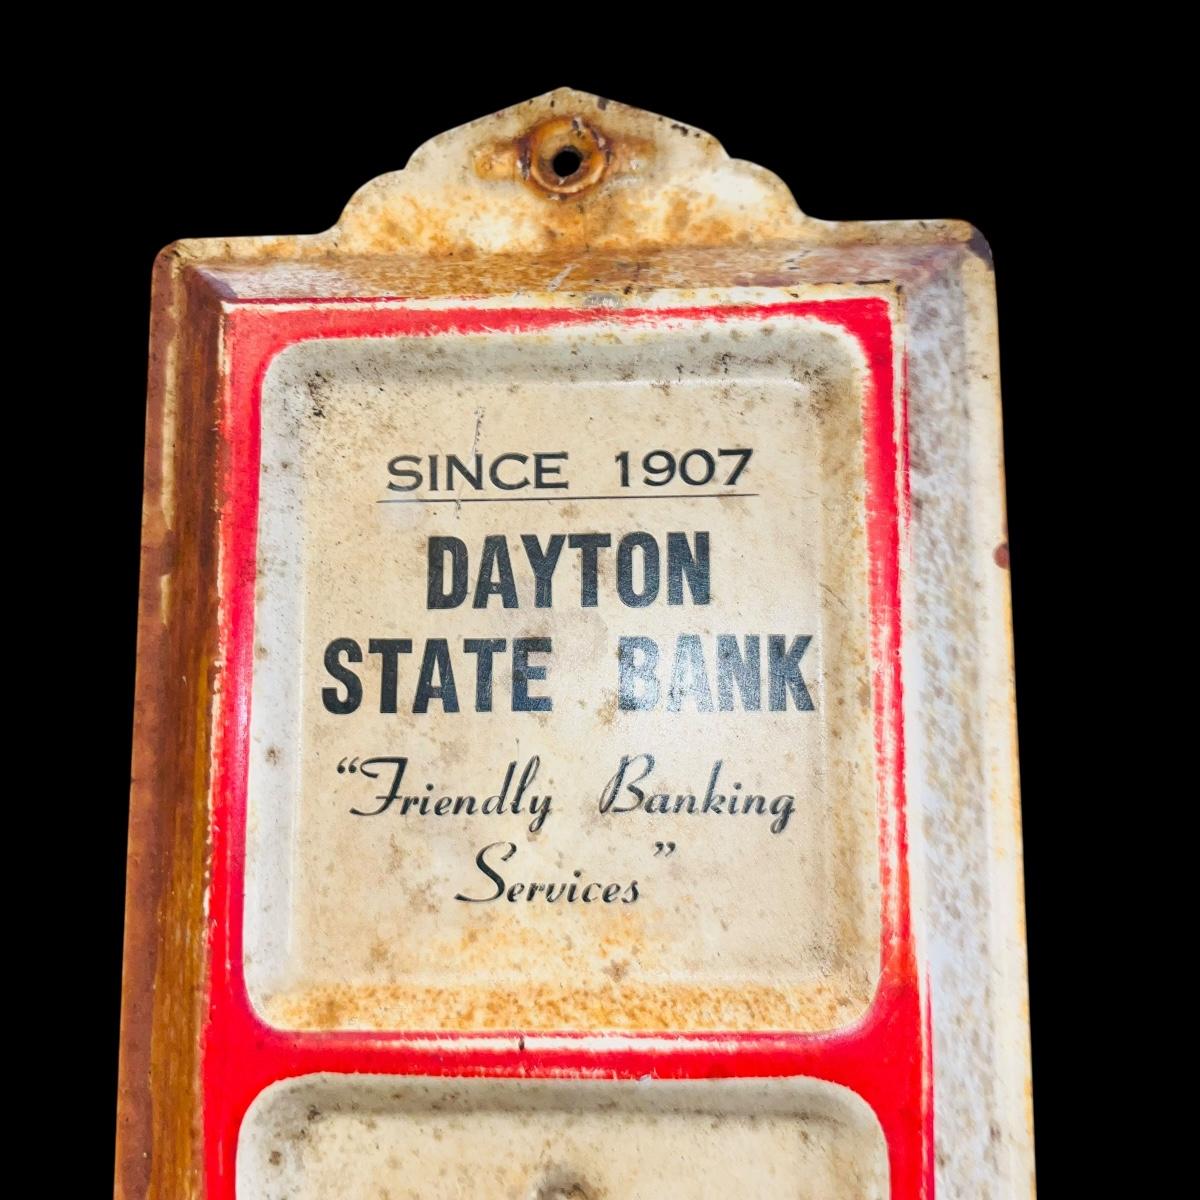 SINCE 1907
DAYTON
STATE BANK
“Friendly Banking
Services”